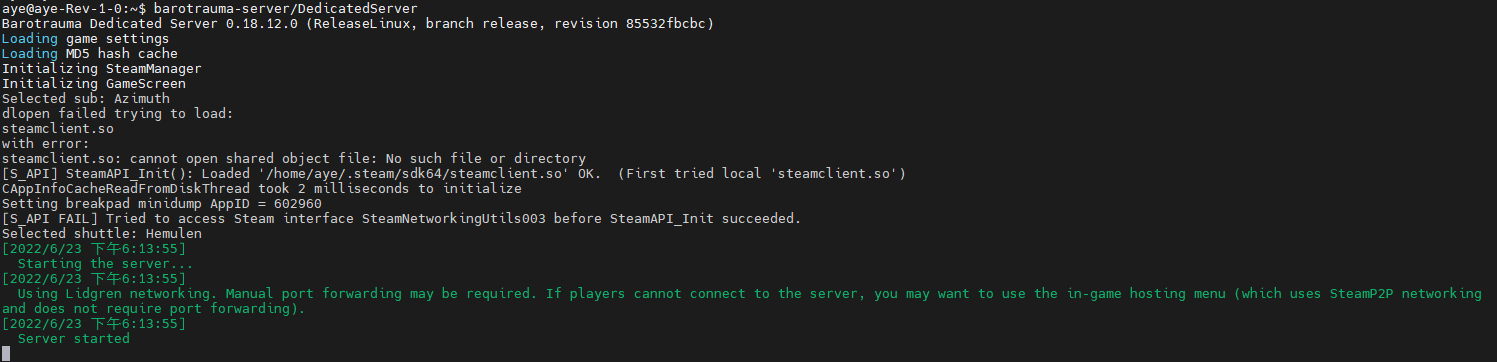 aye@aye-Rev-1-0:~$ barotrauma-server/DedicatedServer
Barotrauma Dedicated Server 0.18.12.0 (ReleaseLinux, branch release, revision 85532fbcbc)
Loading game settings
Loading MD5 hash cache
Initializing SteamManager
Initializing GameScreen
Selected sub: Azimuth
dlopen failed trying to load:
steamclient.so
with error:
steamclient.so: cannot open shared object file: No such file or directory
[S_API] SteamAPI_Init(): Loaded '/home/aye/.steam/sdk64/steamclient.so' OK.  (First tried local 'steamclient.so')
CAppInfoCacheReadFromDiskThread took 2 milliseconds to initialize
Setting breakpad minidump AppID = 602960
[S_API FAIL] Tried to access Steam interface SteamNetworkingUtils003 before SteamAPI_Init succeeded.
Selected shuttle: Hemulen
[2022/6/23 下午6:13:55]
  Starting the server...
[2022/6/23 下午6:13:55]
  Using Lidgren networking. Manual port forwarding may be required. If players cannot connect to the server, you may want to use the in-game hosting menu (which uses SteamP2P networking
and does not require port forwarding).
[2022/6/23 下午6:13:55]
  Server started